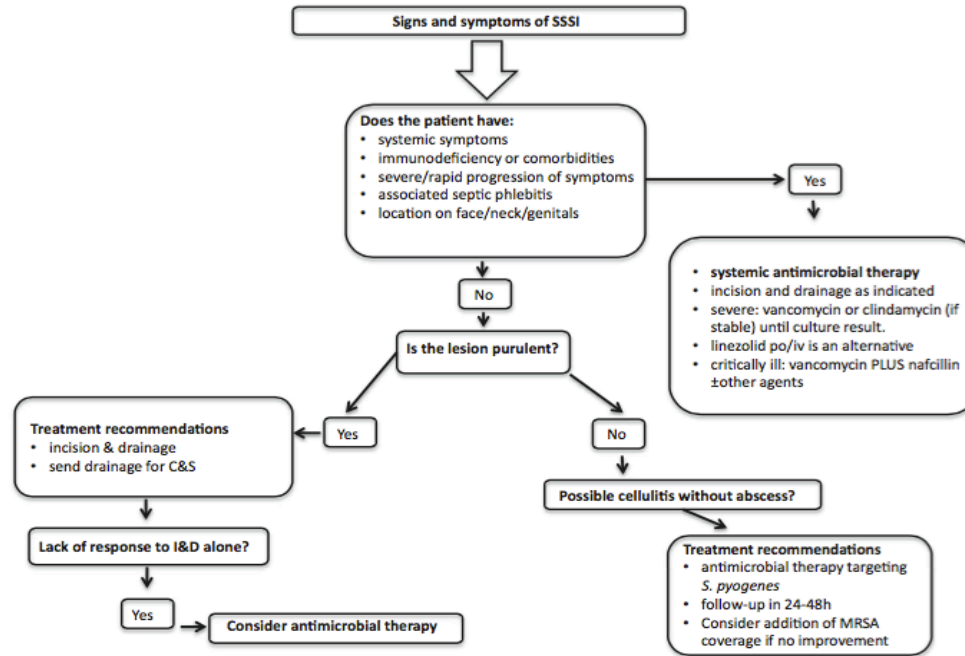 Signs and symptoms of SSSI
Does the patient have:
• systemic symptoms
• immunodeficiency or comorbidities
• severe/rapid progression of symptoms
• associated septic phlebitis
• location on face/neck/genitals
Yes
• systemic antimicrobial therapy
• incision and drainage as indicated
• severe: vancomycin or clindamycin (if
stable) until culture result.
• linezolid po/iv is an alternative
• critically ill: vancomycin PLUS nafcillin
±other agents
No
Is the lesion purulent?
Yes
Treatment recommendations
• incision & drainage
• send drainage for C&S
Lack of response to I&D alone?
Yes
Consider antimicrobial therapy
No
Possible cellulitis without abscess?
Treatment recommendations
• antimicrobial therapy targeting
S. pyogenes
• follow-up in 24-48h
• Consider addition of MRSA
coverage if no improvement